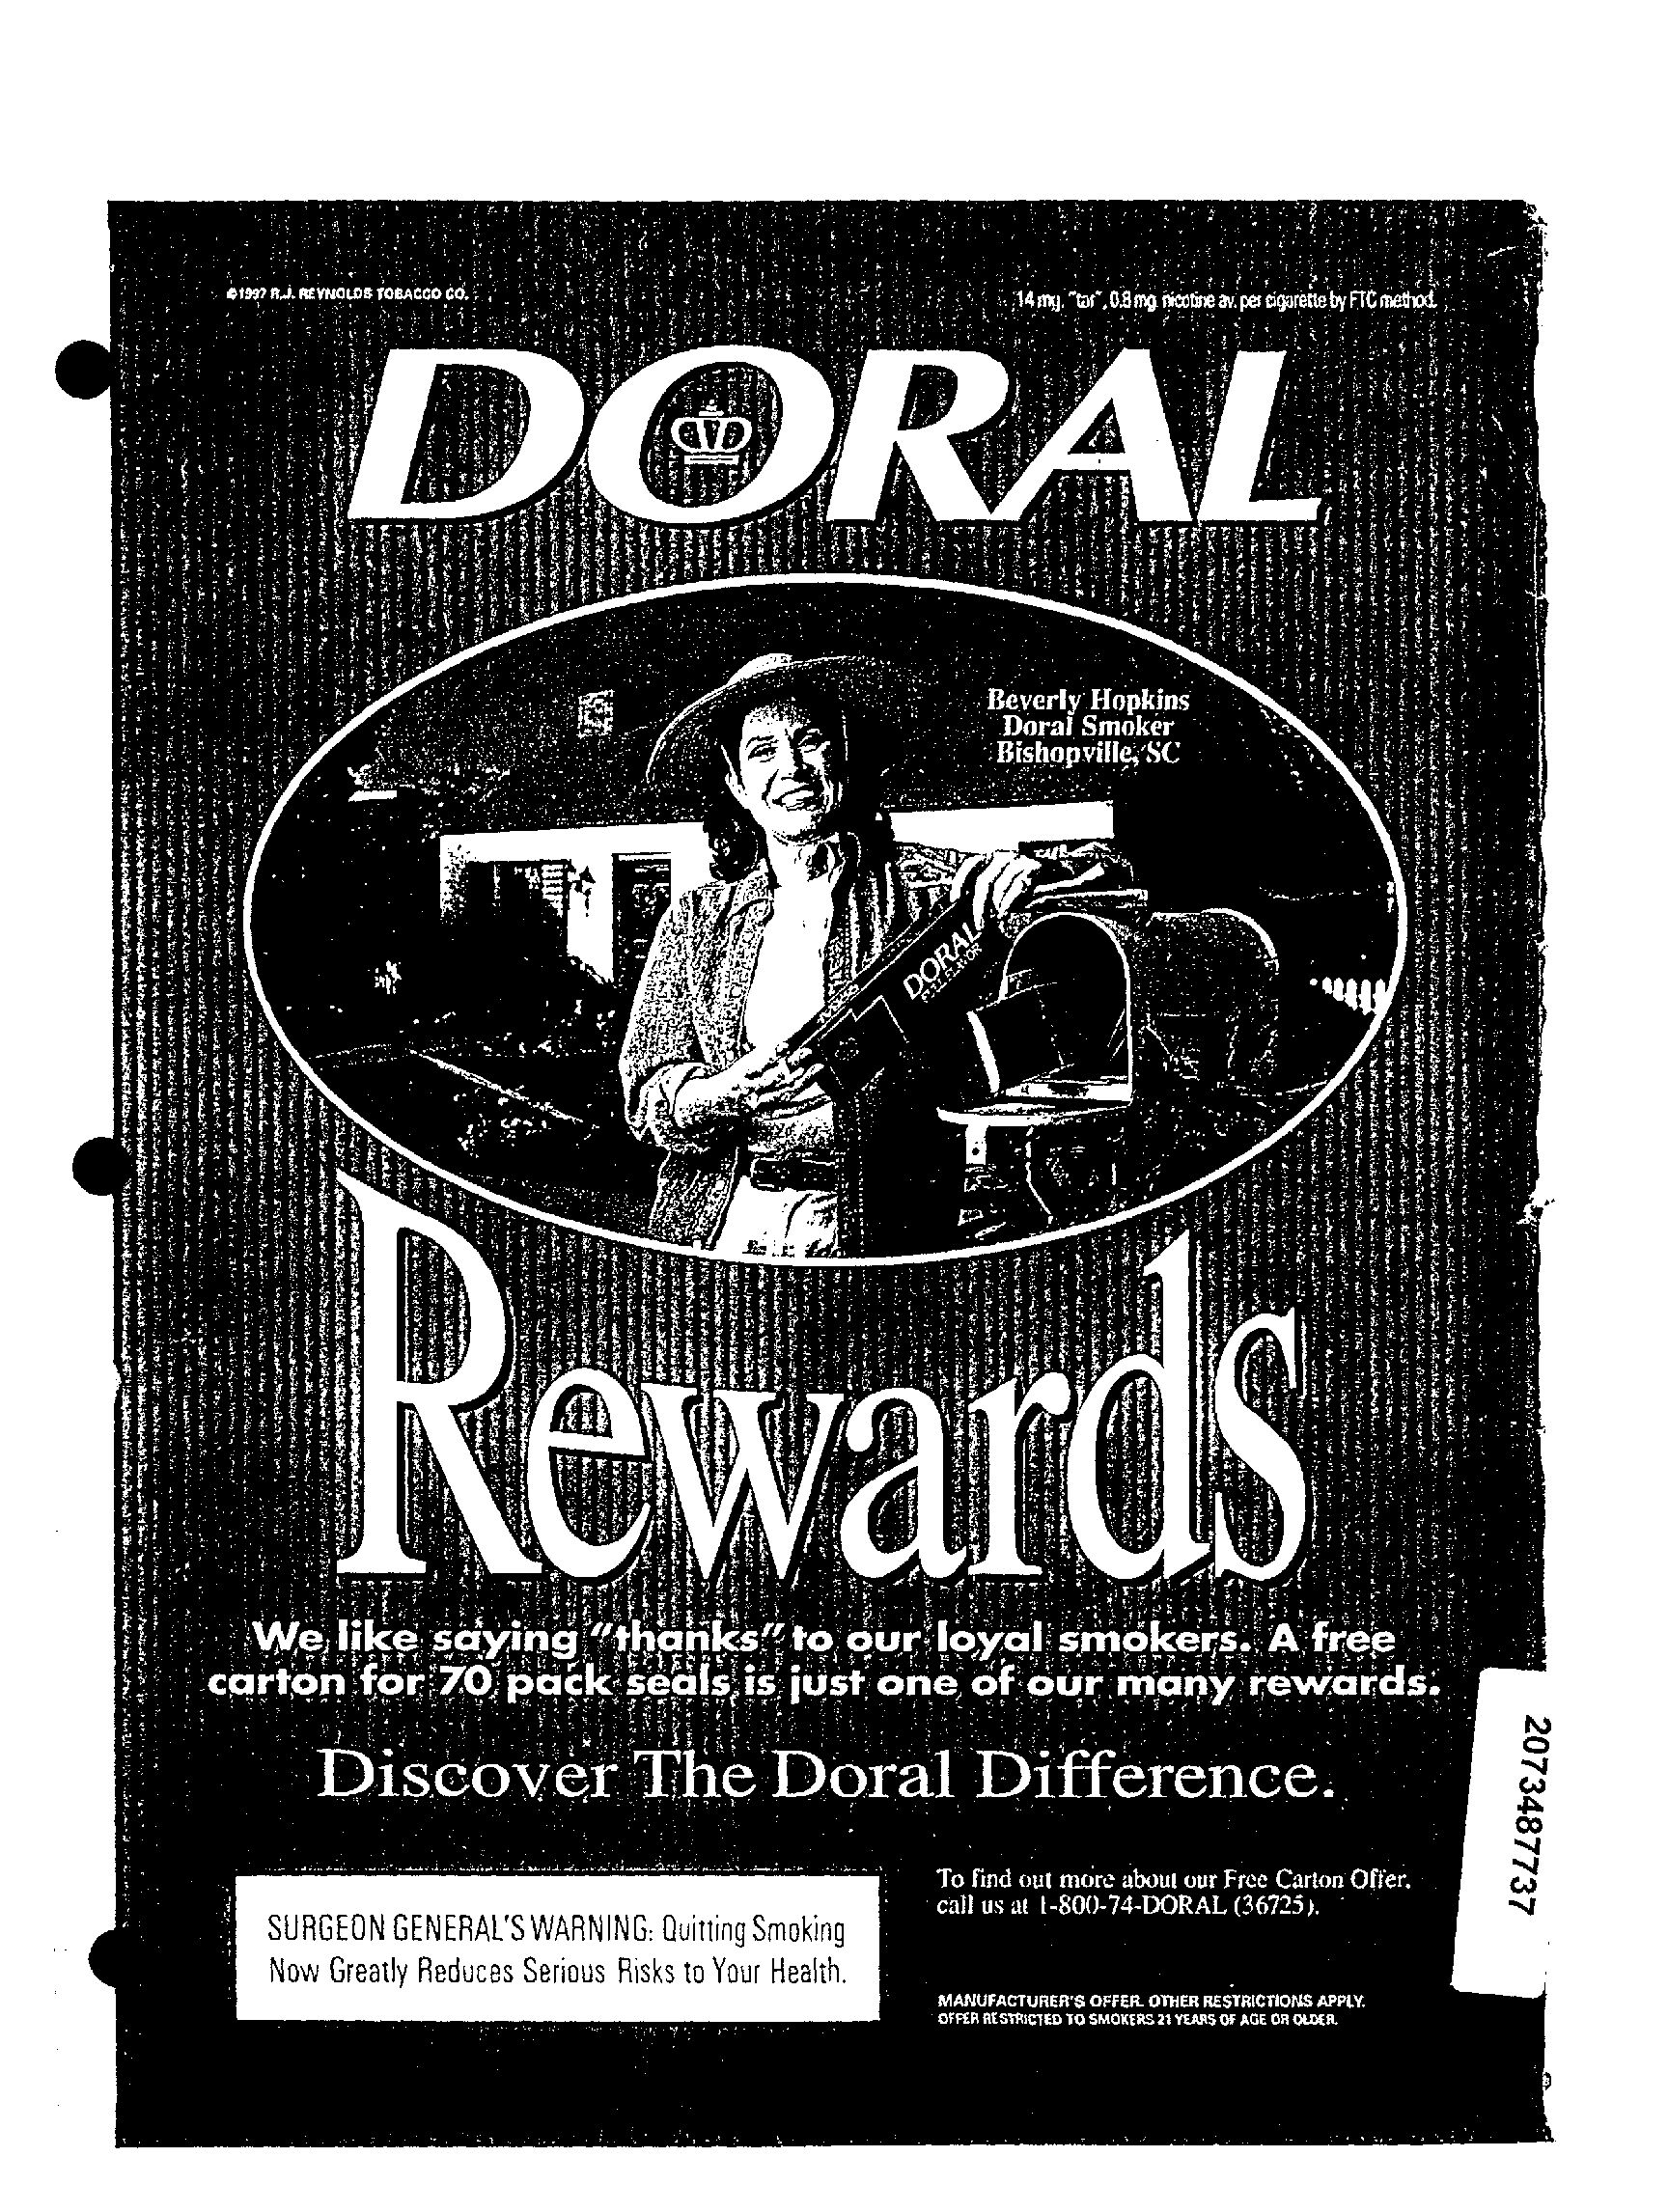 ©1997 R.J. REYNOLDS TOBACCO CO.
14 mg. "tar", 0.8 mg. nicotine av. per cigarette by FTC method.
DORAL
Beverly Hopkins
Doral Smoker
Bishopville, SC
DORAL
Rewards
We like saying "thanks" to our loyal smokers. A free
carton for 70 pack seals is just one of our many rewards.
Discover The Doral Difference.
To find out more about our Free Carton Offer,
call us at 1-800-74-DORAL (36725).
SURGEON GENERAL'S WARNING: Quitting Smoking
Now Greatly Reduces Serious Risks to Your Health.
MANUFACTURER'S OFFER. OTHER RESTRICTIONS APPLY.
OFFER RESTRICTED TO SMOKERS 21 YEARS OF AGE OR OLDER.
2073487737